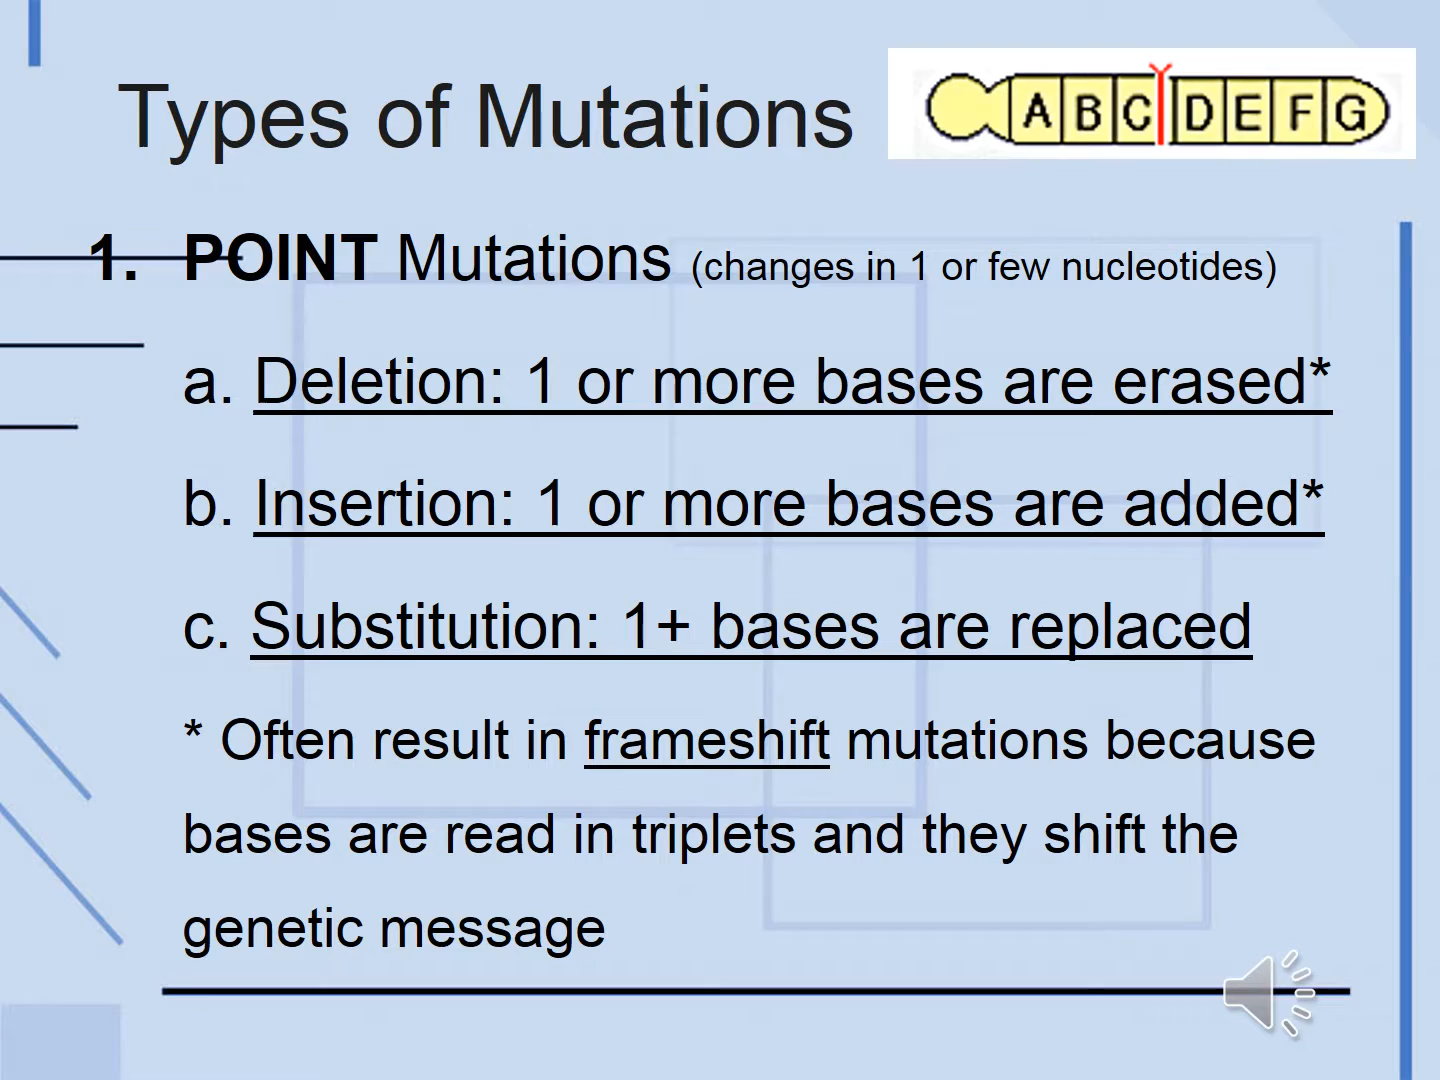 Types of Mutations
ABCDEFG
1. POINT Mutations (changes in 1 or few nucleotides)
a. Deletion: 1 or more bases are erased*
b. Insertion: 1 or more bases are added*
c. Substitution: 1+ bases are replaced
* Often result in frameshift mutations because
bases are read in triplets and they shift the
genetic message